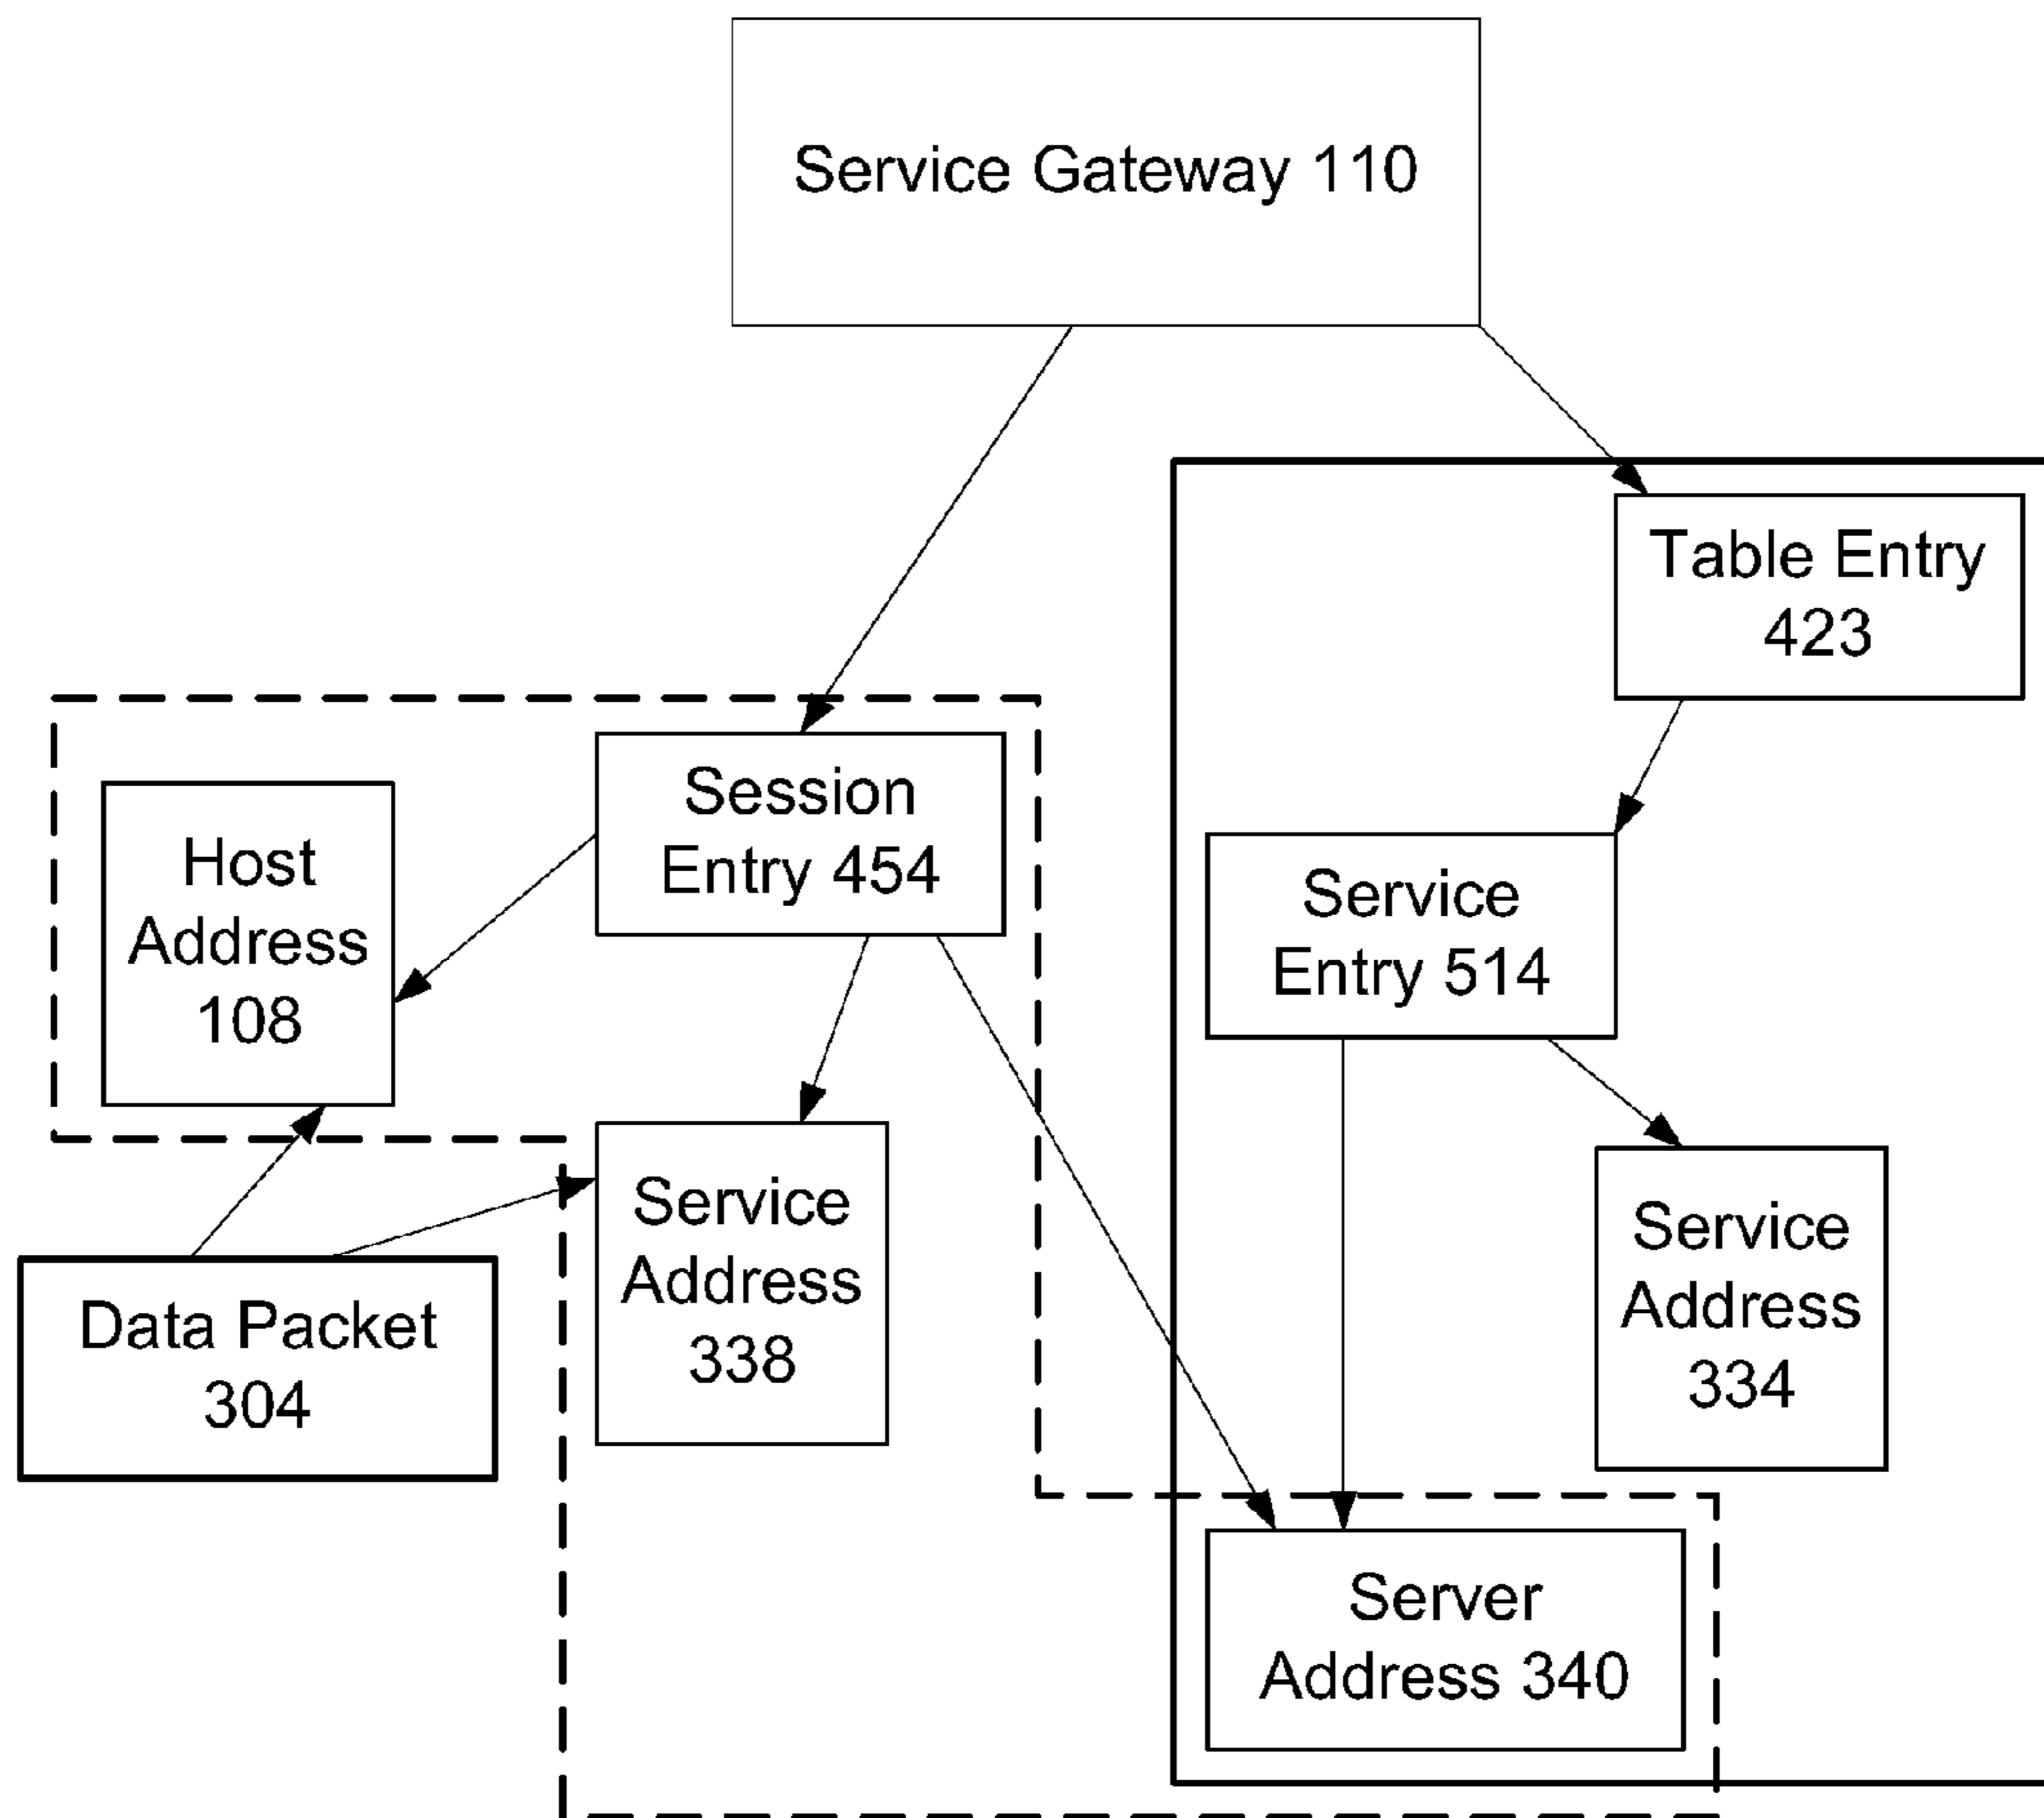 Service Gateway 110
Table Entry
423
Session
Entry 454
Host
Address
108
Service
Entry 514
Service
Address
338
Service
Address
334
Data Packet
304
Server
Address 340